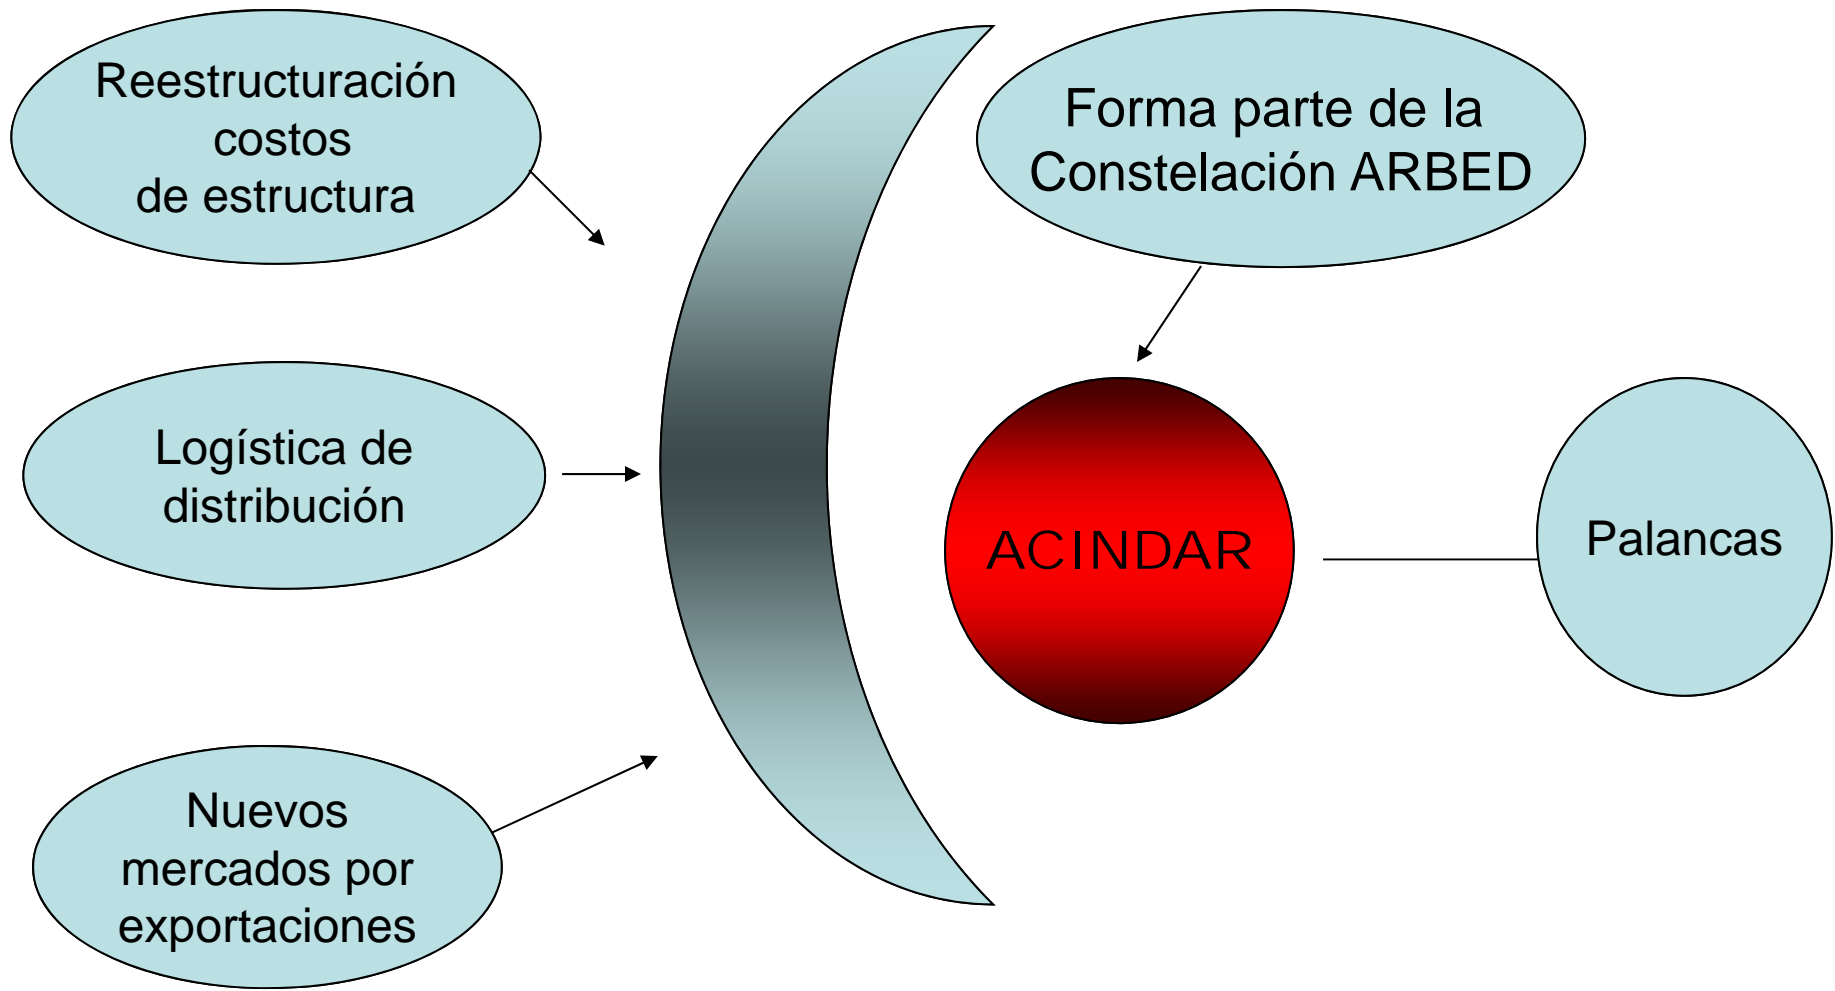 Reestructuración
costos
de estructura
Forma parte de la
Constelación ARBED
Logística de
distribución
ACINDAR
Palancas
Nuevos
mercados por
exportaciones